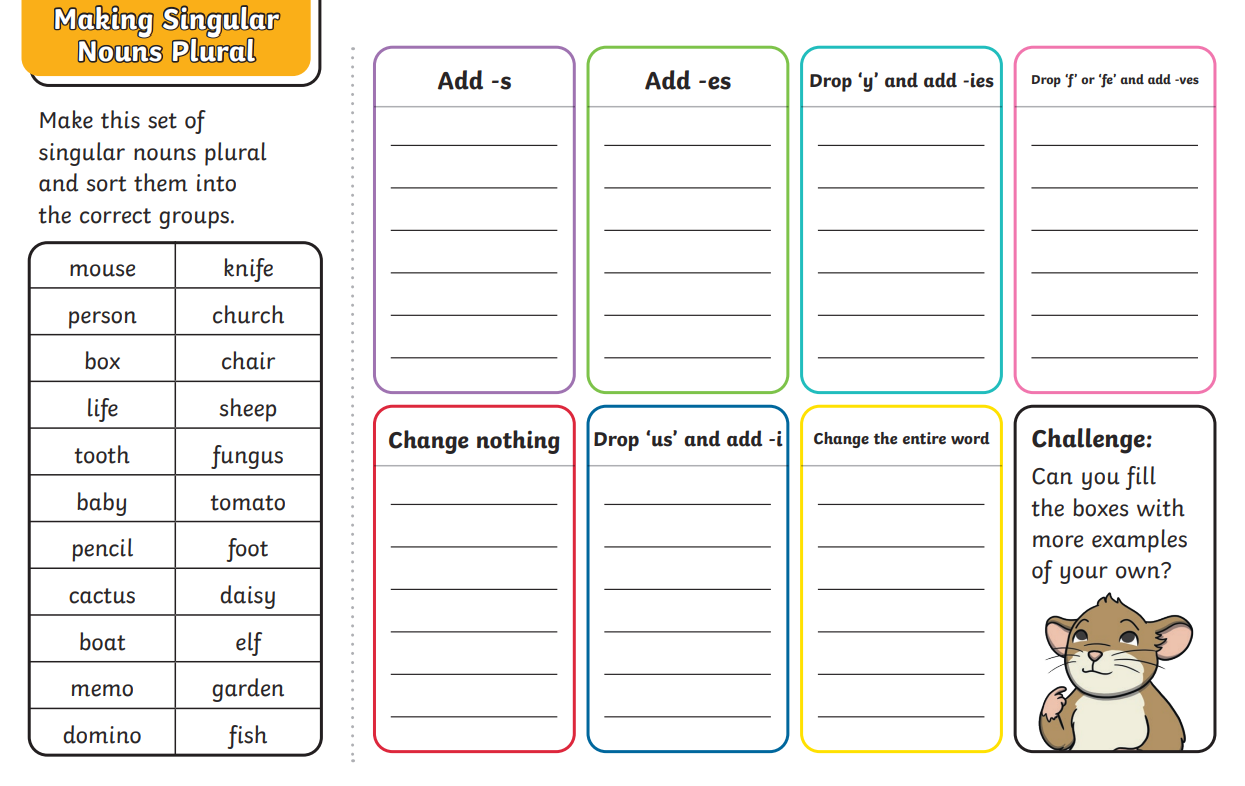 Making Singular
Nouns Plural
Make this set of
singular nouns plural
and sort them into
the correct groups.
mouse knife
person church
box chair
life sheep
tooth fungus
baby tomato
pencil foot
cactus daisy
boat elf
memo garden
domino fish
Add -s
Add -es
Drop ‘y’ and add -ies
Drop ‘f’ or ‘fe’ and add -ves
Change nothing
Drop ‘us’ and add -i
Change the entire word
Challenge:
Can you fill
the boxes with
more examples
of your own?